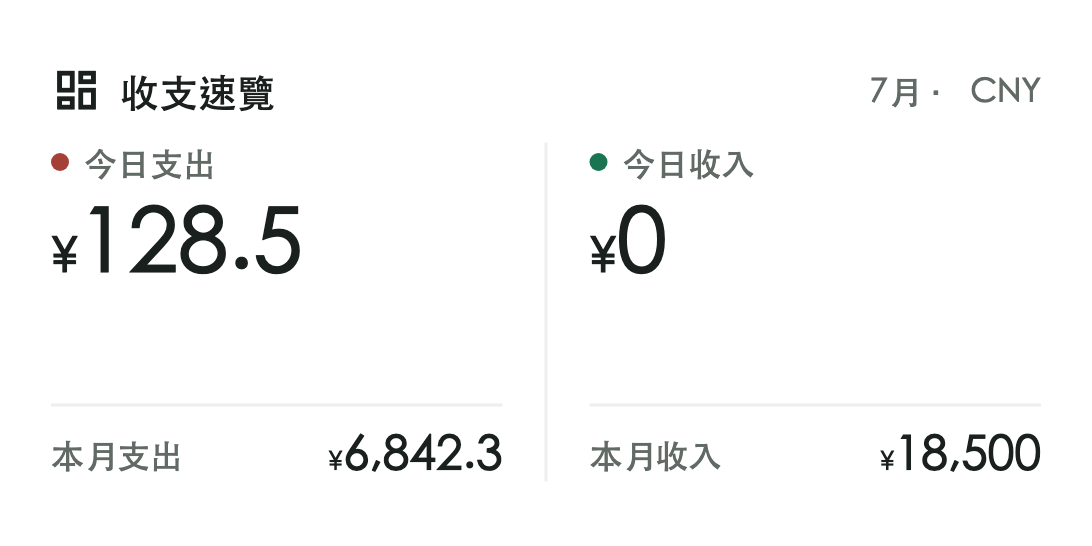 收支速覽
7月 · CNY
今日支出
¥128.5
今日收入
¥0
本月支出 ¥6,842.3
本月收入 ¥18,500